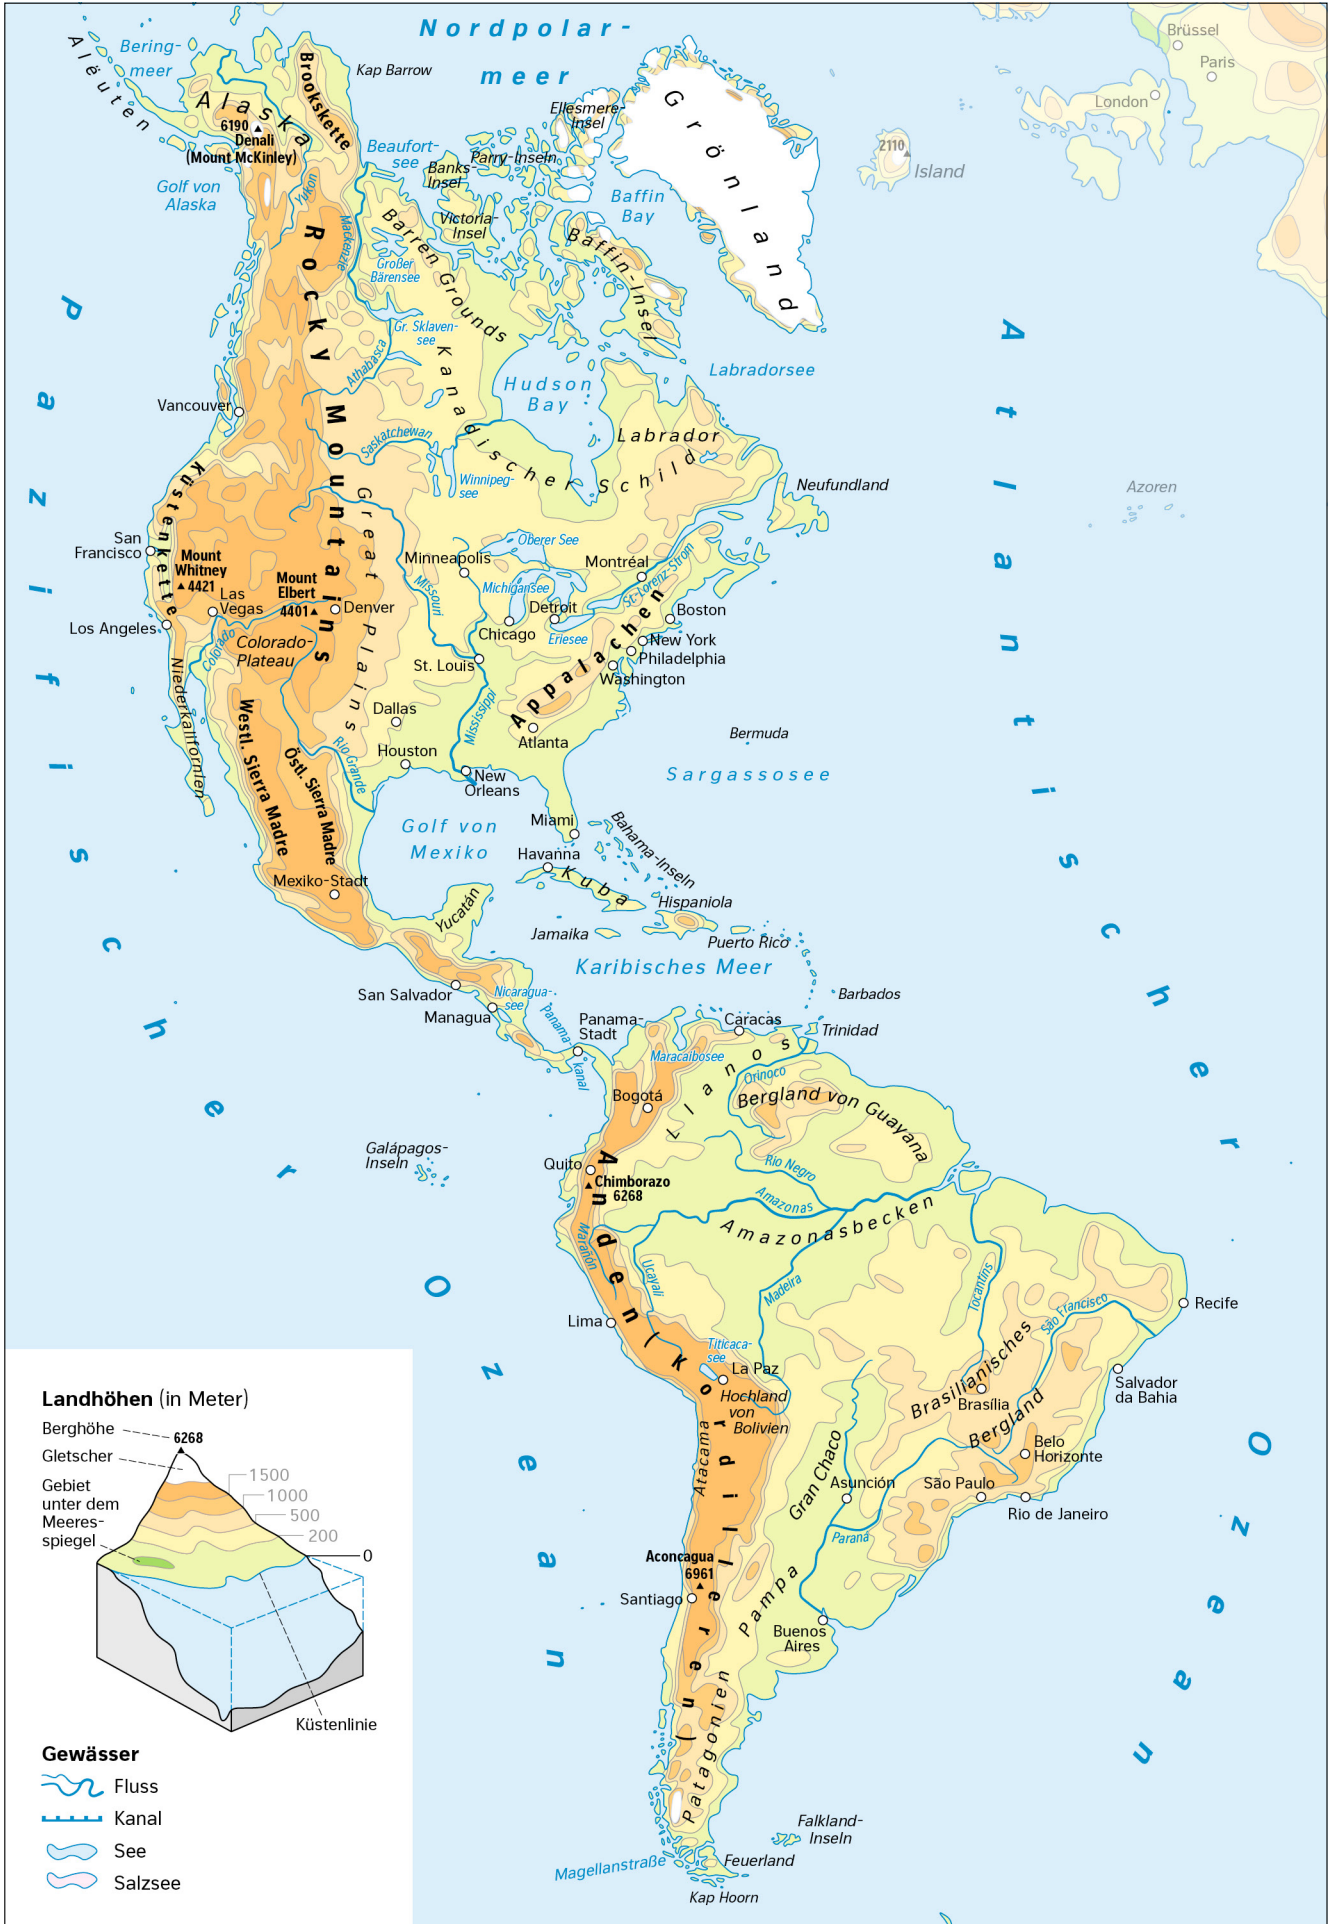 Nordpolar-
meer
Bering-
meer
Alëuten
Kap Barrow
Brookskette
Alaska
6190
Denali
(Mount McKinley)
Golf von
Alaska
Yukon
Mackenzie
Beaufort-
see
Banks-
Insel
Parry-Inseln
Ellesmere-
Insel
Victoria-
Insel
Baffin
Bay
Baffin-Insel
Grönland
2110
Island
Brüssel
Paris
London
Barren Grounds
Großer
Bärensee
Gr. Sklaven-
see
Athabasca
Rocky Mountains
Kanadischer Schild
Hudson
Bay
Labradorsee
Labrador
Neufundland
Azoren
Vancouver
Saskatchewan
Winnipeg-
see
Great Plains
Küstenkette
San
Francisco
Mount
Whitney
4421
Las
Vegas
Mount
Elbert
4401
Denver
Los Angeles
Colorado
Colorado-
Plateau
Niederkalifornien
Minneapolis
Missouri
Oberer See
Michigansee
Montréal
St-Lorenz-Strom
Detroit
Chicago
Eriesee
Boston
New York
Philadelphia
Washington
St. Louis
Appalachen
Mississippi
Dallas
Atlanta
Houston
New
Orleans
Rio Grande
Westl. Sierra Madre
Östl. Sierra Madre
Bermuda
Sargassosee
Golf von
Mexiko
Miami
Bahama-Inseln
Havanna
Kuba
Mexiko-Stadt
Yucatán
Hispaniola
Jamaika
Puerto Rico
Karibisches Meer
San Salvador
Nicaragua-
see
Managua
Panama-
kanal
Panama-
Stadt
Barbados
Caracas
Trinidad
Maracaibosee
Llanos
Orinoco
Bogotá
Bergland von Guayana
Galápagos-
Inseln
Quito
Chimborazo
6268
Rio Negro
Amazonas
Amazonasbecken
Marañón
Ucayali
Madeira
Tocantins
São Francisco
Recife
Lima
Anden (Kordilleren)
Titicaca-
see
La Paz
Hochland
von
Bolivien
Atacama
Brasilianisches
Bergland
Brasília
Salvador
da Bahia
Belo
Horizonte
Gran Chaco
Asunción
São Paulo
Rio de Janeiro
Paraná
Aconcagua
6961
Santiago
Pampa
Buenos
Aires
Patagonien
Falkland-
Inseln
Magellanstraße
Feuerland
Kap Hoorn
Pazifischer Ozean
Atlantischer Ozean
Landhöhen (in Meter)
Berghöhe
6268
Gletscher
Gebiet
unter dem
Meeres-
spiegel
1500
1000
500
200
0
Küstenlinie
Gewässer
Fluss
Kanal
See
Salzsee